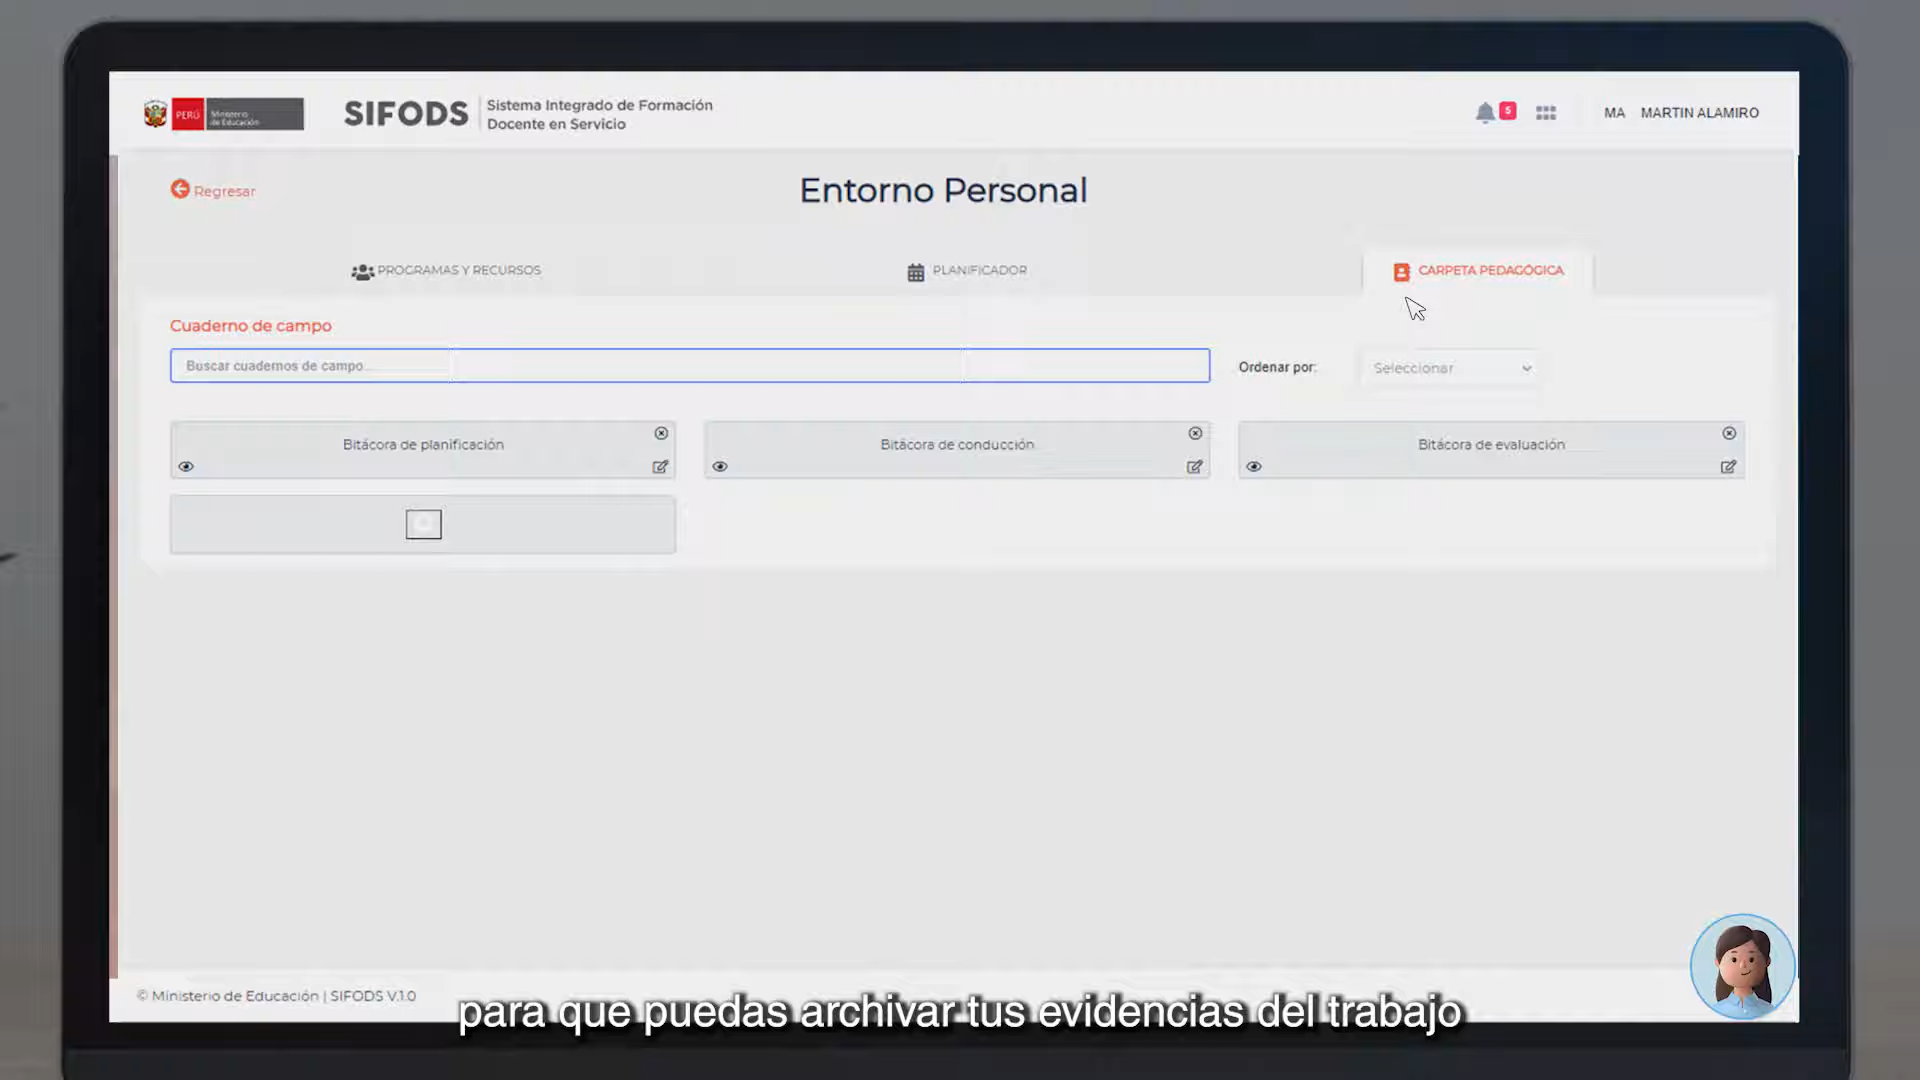 PERÚ
Ministerio
de Educación
SIFODS
Sistema Integrado de Formación
Docente en Servicio
5
MA MARTIN ALAMIRO
Regresar
Entorno Personal
PROGRAMAS Y RECURSOS
PLANIFICADOR
CARPETA PEDAGÓGICA
Cuaderno de campo
Buscar cuadernos de campo...
Ordenar por:
Seleccionar
Bitácora de planificación
Bitácora de conducción
Bitácora de evaluación
© Ministerio de Educación | SIFODS V.1.0
para que puedas archivar tus evidencias del trabajo